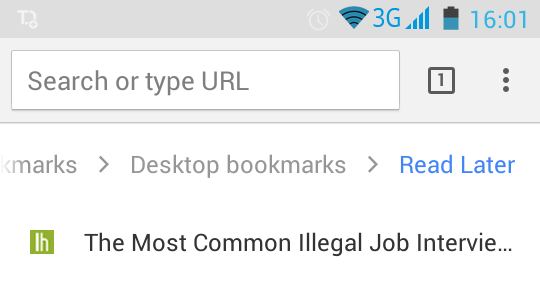 3G 16:01
Search or type URL 1
kmarks > Desktop bookmarks > Read Later
lh The Most Common Illegal Job Intervie...